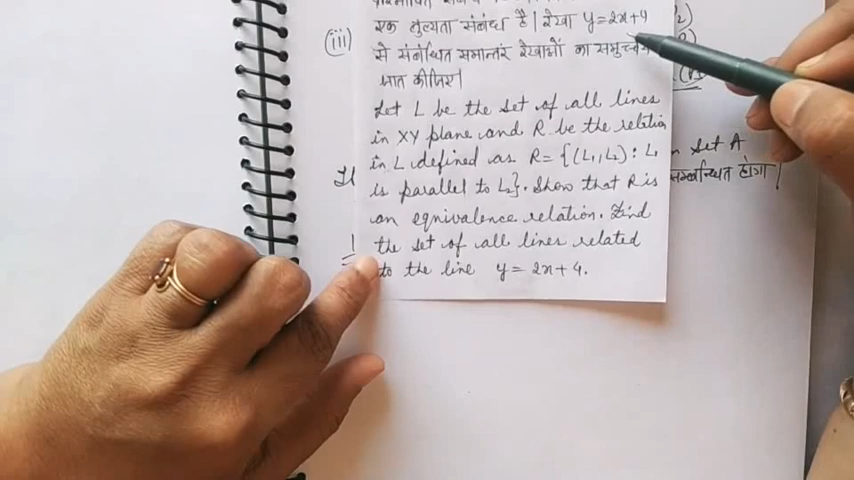 एक तुल्यता संबंध है। रेखा y=2x+4
(iii)
से संबंधित समान्तर रेखाओं का समुच्चय
ज्ञात कीजिए।
Let L be the set of all lines
in XY plane and R be the relation
in L defined as R = {(L₁,L₂) : L₁
is parallel to L₂}. Show that R is
an equivalence relation. Find
the set of all lines related
to the line y = 2x+4.
n set A
सम्बन्धित होगा।